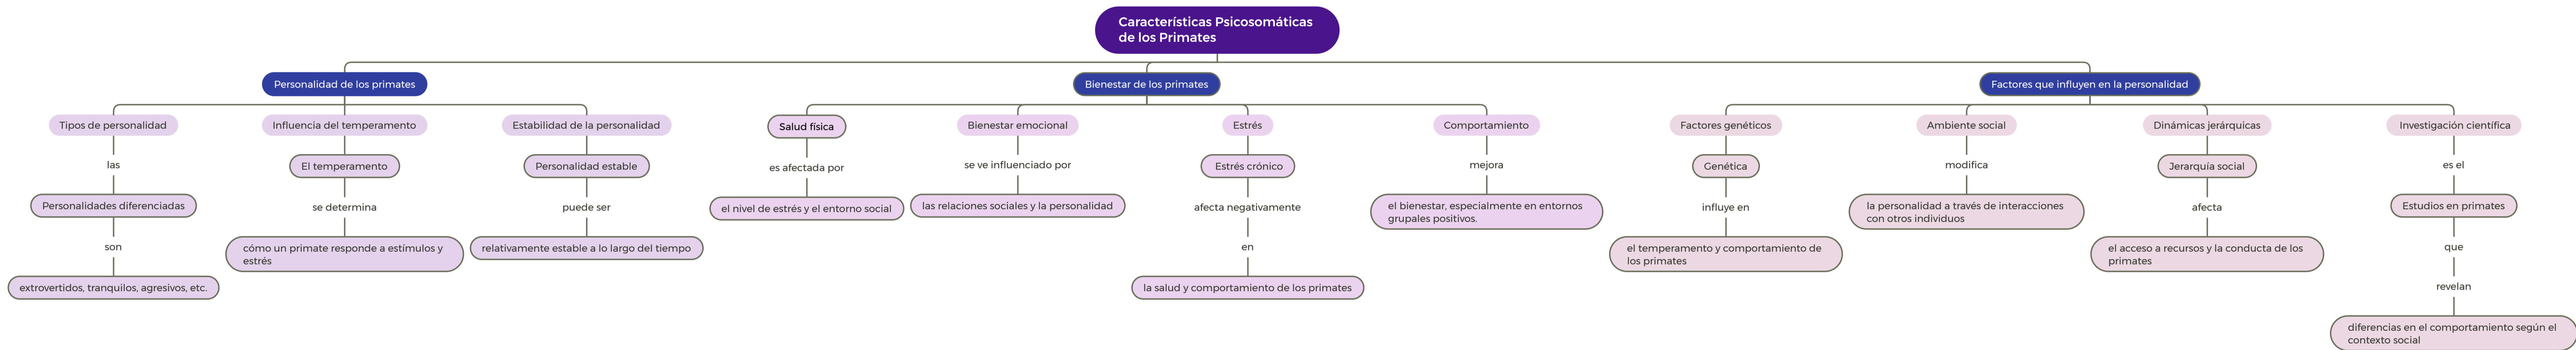 Características Psicosomáticas
de los Primates
Personalidad de los primates
Bienestar de los primates
Factores que influyen en la personalidad
Tipos de personalidad
Influencia del temperamento
Estabilidad de la personalidad
Salud física
Bienestar emocional
Estrés
Comportamiento
Factores genéticos
Ambiente social
Dinámicas jerárquicas
Investigación científica
las
El temperamento
Personalidad estable
es afectada por
se ve influenciado por
Estrés crónico
mejora
Genética
modifica
Jerarquía social
es el
Personalidades diferenciadas
se determina
puede ser
el nivel de estrés y el entorno social
las relaciones sociales y la personalidad
afecta negativamente
el bienestar, especialmente en entornos
grupales positivos.
influye en
la personalidad a través de interacciones
con otros individuos
afecta
Estudios en primates
son
cómo un primate responde a estímulos y
estrés
relativamente estable a lo largo del tiempo
en
el temperamento y comportamiento de
los primates
el acceso a recursos y la conducta de los
primates
que
extrovertidos, tranquilos, agresivos, etc.
la salud y comportamiento de los primates
revelan
diferencias en el comportamiento según el
contexto social